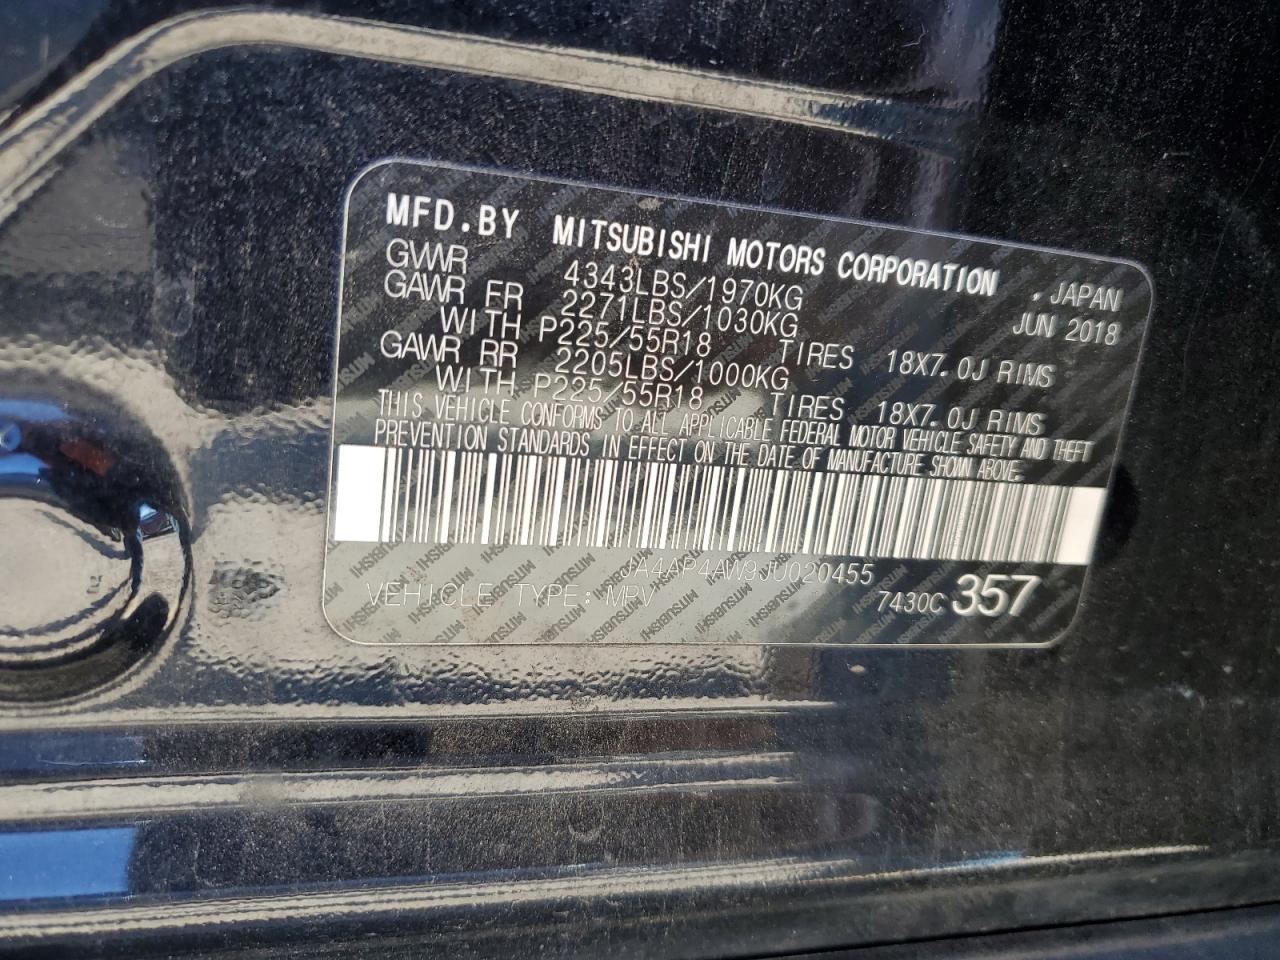 MFD.BY MITSUBISHI MOTORS CORPORATION . JAPAN
GVWR 4343LBS/1970KG JUN 2018
GAWR FR 2271LBS/1030KG
WITH P225/55R18 TIRES 18X7.0J RIMS
GAWR RR 2205LBS/1000KG
WITH P225/55R18 TIRES 18X7.0J RIMS
THIS VEHICLE CONFORMS TO ALL APPLICABLE FEDERAL MOTOR VEHICLE SAFETY AND THEFT
PREVENTION STANDARDS IN EFFECT ON THE DATE OF MANUFACTURE SHOWN ABOVE.
JA4AP4AW9JU020455
VEHICLE TYPE: MPV 7430C 357